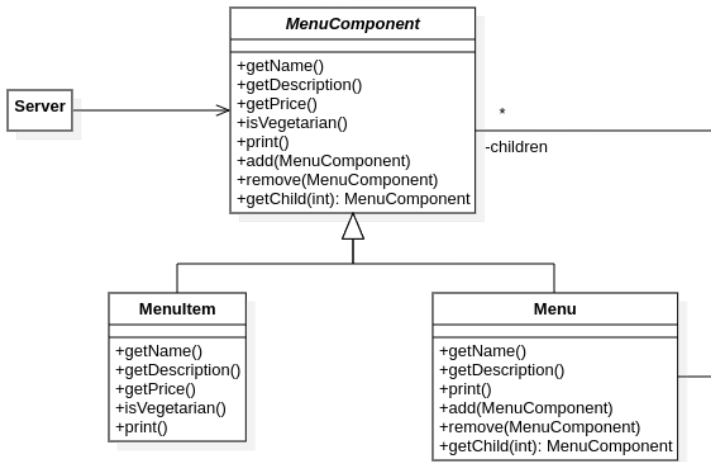 MenuComponent
+getName()
+getDescription()
+getPrice()
+isVegetarian()
+print()
+add(MenuComponent)
+remove(MenuComponent)
+getChild(int): MenuComponent
Server
*
-children
MenuItem
+getName()
+getDescription()
+getPrice()
+isVegetarian()
+print()
Menu
+getName()
+getDescription()
+print()
+add(MenuComponent)
+remove(MenuComponent)
+getChild(int): MenuComponent